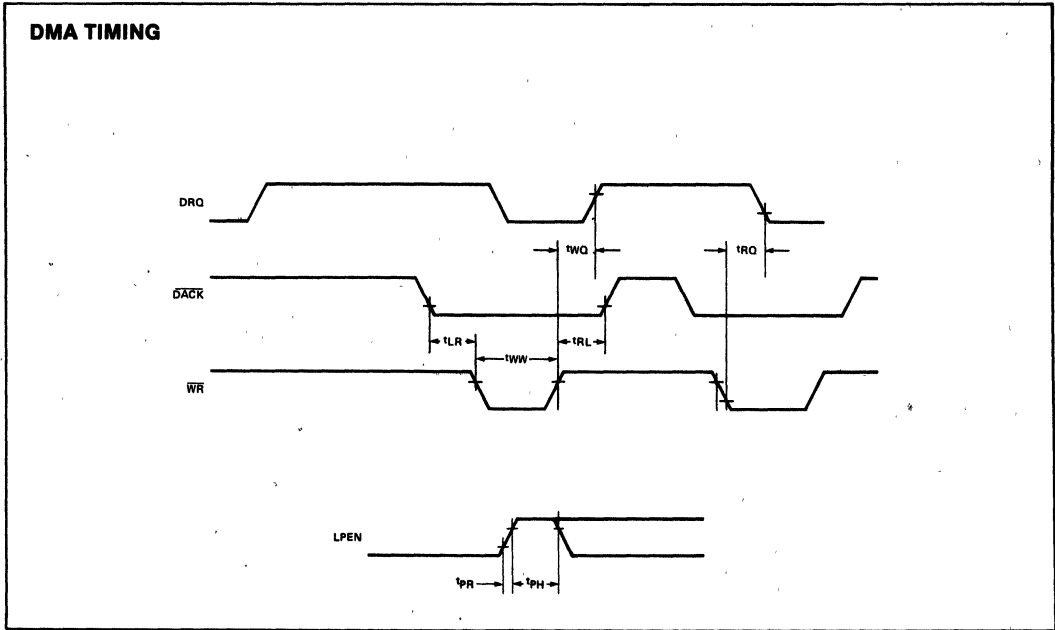 DMA TIMING
DRQ
tWQ
tRQ
DACK
tLR
tWW
tRL
WR
LPEN
tPR
tPH